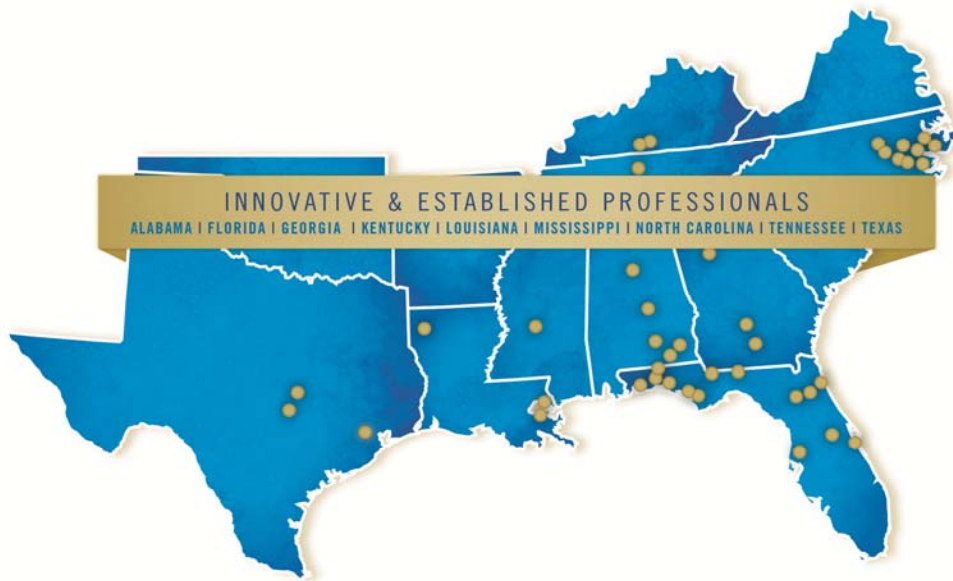 INNOVATIVE & ESTABLISHED PROFESSIONALS
ALABAMA | FLORIDA | GEORGIA | KENTUCKY | LOUISIANA | MISSISSIPPI | NORTH CAROLINA | TENNESSEE | TEXAS